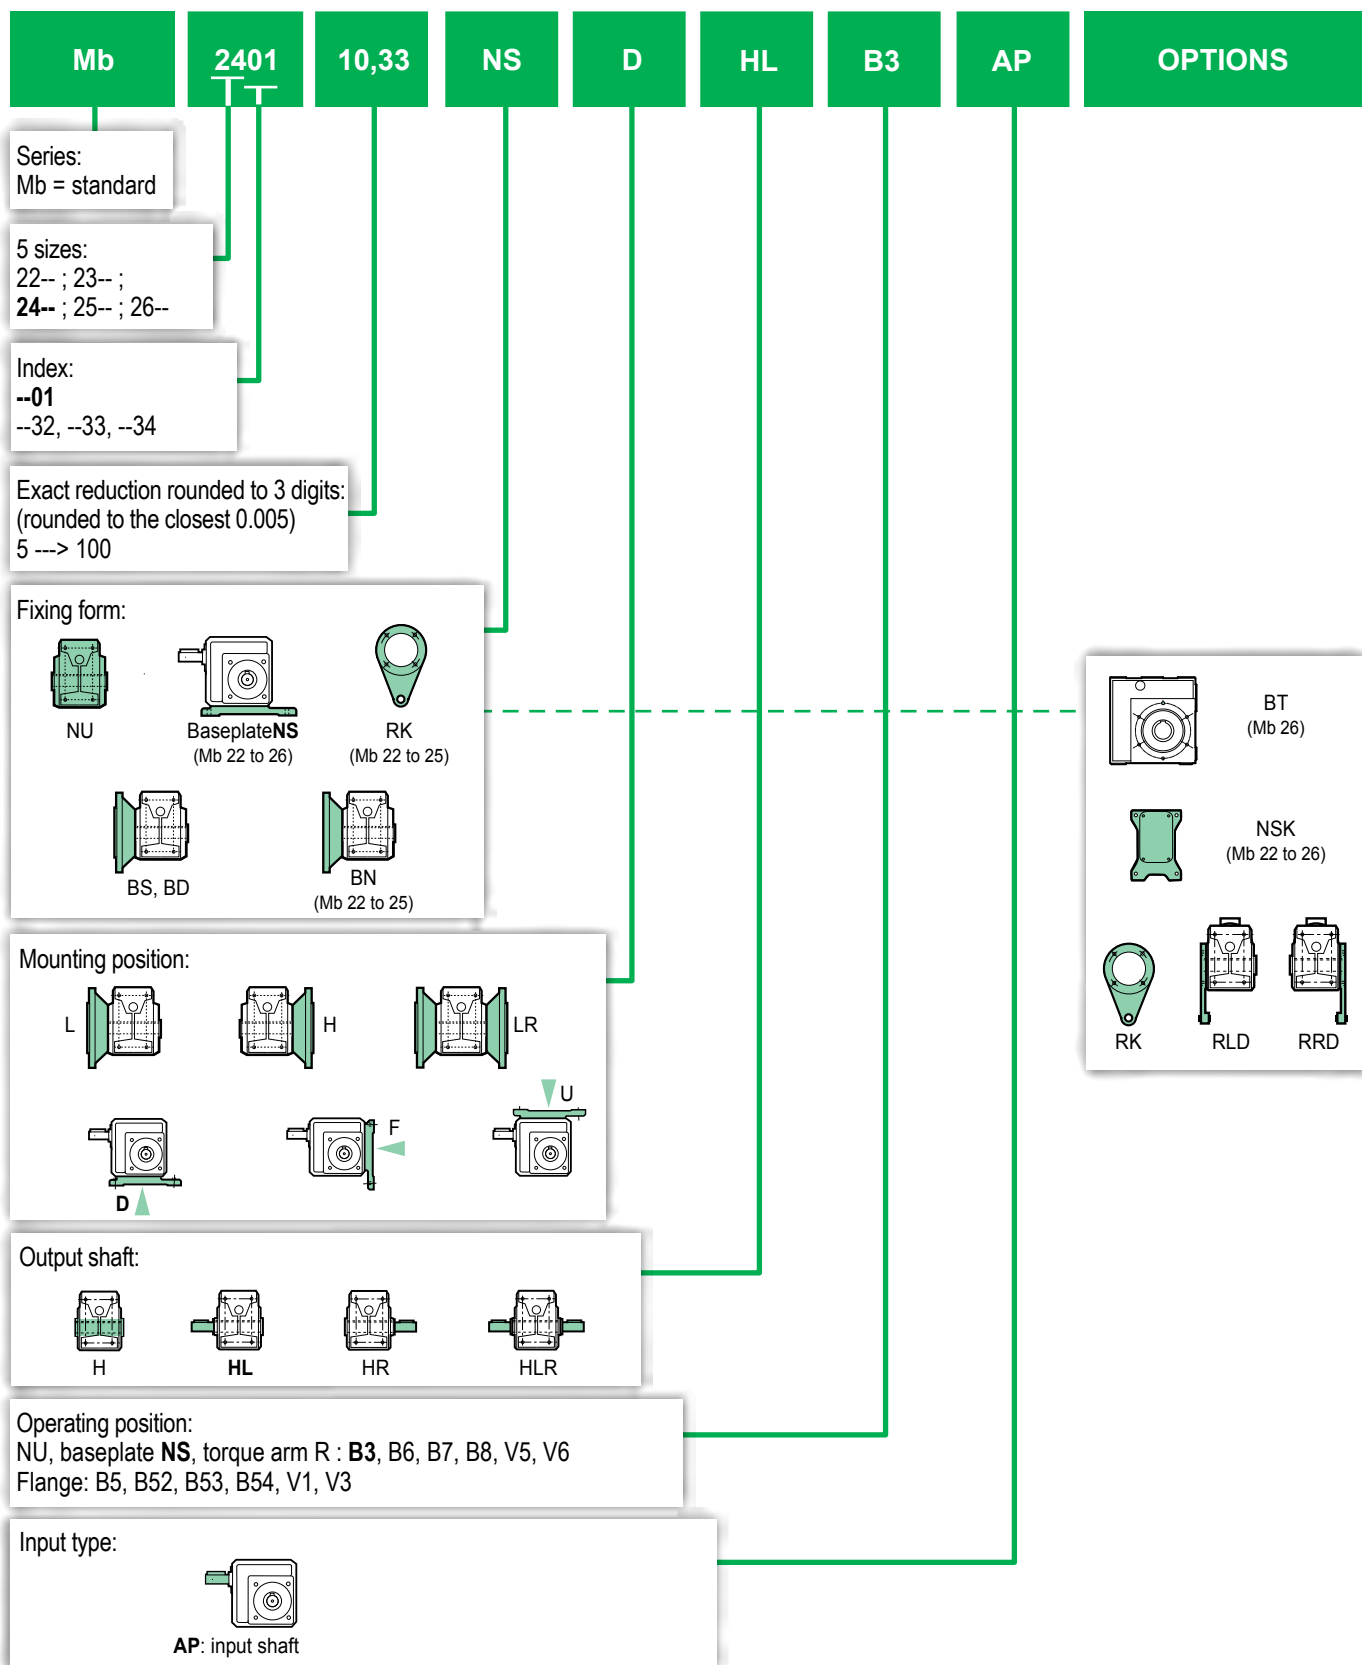 Mb 2401 10,33 NS D HL B3 AP OPTIONS
Series:
Mb = standard
5 sizes:
22-- ; 23-- ;
24-- ; 25-- ; 26--
Index:
--01
--32, --33, --34
Exact reduction rounded to 3 digits:
(rounded to the closest 0.005)
5 ---> 100
Fixing form:
NU
BaseplateNS
(Mb 22 to 26)
RK
(Mb 22 to 25)
BS, BD
BN
(Mb 22 to 25)
BT
(Mb 26)
NSK
(Mb 22 to 26)
RK
RLD
RRD
Mounting position:
L
H
LR
D
F
U
Output shaft:
H
HL
HR
HLR
Operating position:
NU, baseplate NS, torque arm R : B3, B6, B7, B8, V5, V6
Flange: B5, B52, B53, B54, V1, V3
Input type:
AP: input shaft